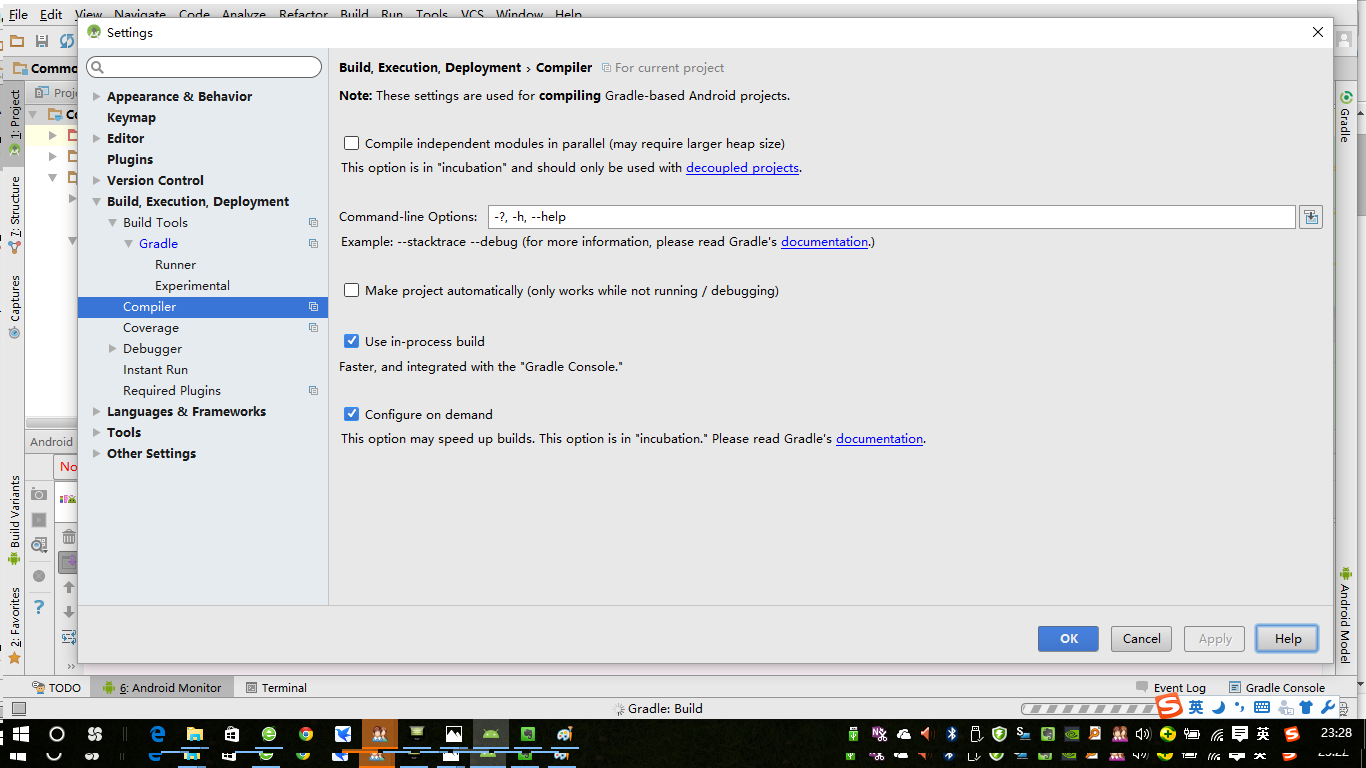 File Edit View Navigate Code Analyze Refactor Build Run Tools VCS Window Help
Settings
Commo
Proje
Co
1: Project
7: Structure
Captures
Build Variants
2: Favorites
Android
No
Appearance & Behavior
Keymap
Editor
Plugins
Version Control
Build, Execution, Deployment
Build Tools
Gradle
Runner
Experimental
Compiler
Coverage
Debugger
Instant Run
Required Plugins
Languages & Frameworks
Tools
Other Settings
Build, Execution, Deployment › Compiler For current project
Note: These settings are used for compiling Gradle-based Android projects.
Compile independent modules in parallel (may require larger heap size)
This option is in "incubation" and should only be used with decoupled projects.
Command-line Options: -?, -h, --help
Example: --stacktrace --debug (for more information, please read Gradle's documentation.)
Make project automatically (only works while not running / debugging)
Use in-process build
Faster, and integrated with the "Gradle Console."
Configure on demand
This option may speed up builds. This option is in "incubation." Please read Gradle's documentation.
OK Cancel Apply Help
Gradle
Android Model
TODO 6: Android Monitor Terminal Event Log Gradle Console
Gradle: Build
英
英 23:28
英 23:22